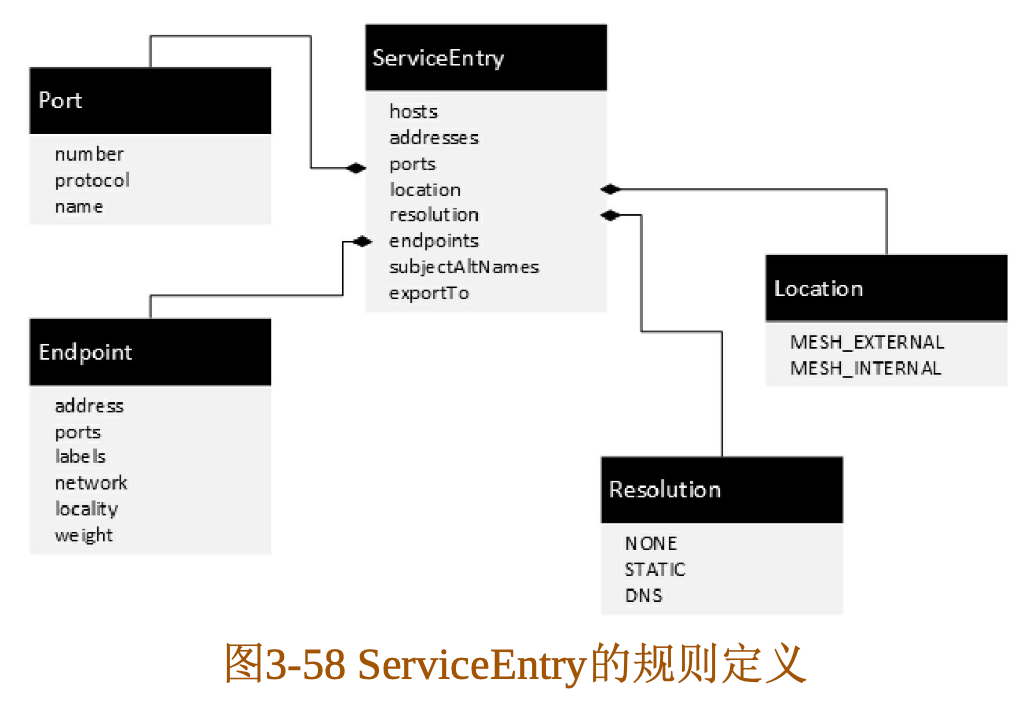 ServiceEntry
hosts
addresses
ports
location
resolution
endpoints
subjectAltNames
exportTo
Port
number
protocol
name
Endpoint
address
ports
labels
network
locality
weight
Location
MESH_EXTERNAL
MESH_INTERNAL
Resolution
NONE
STATIC
DNS
图3-58 ServiceEntry的规则定义